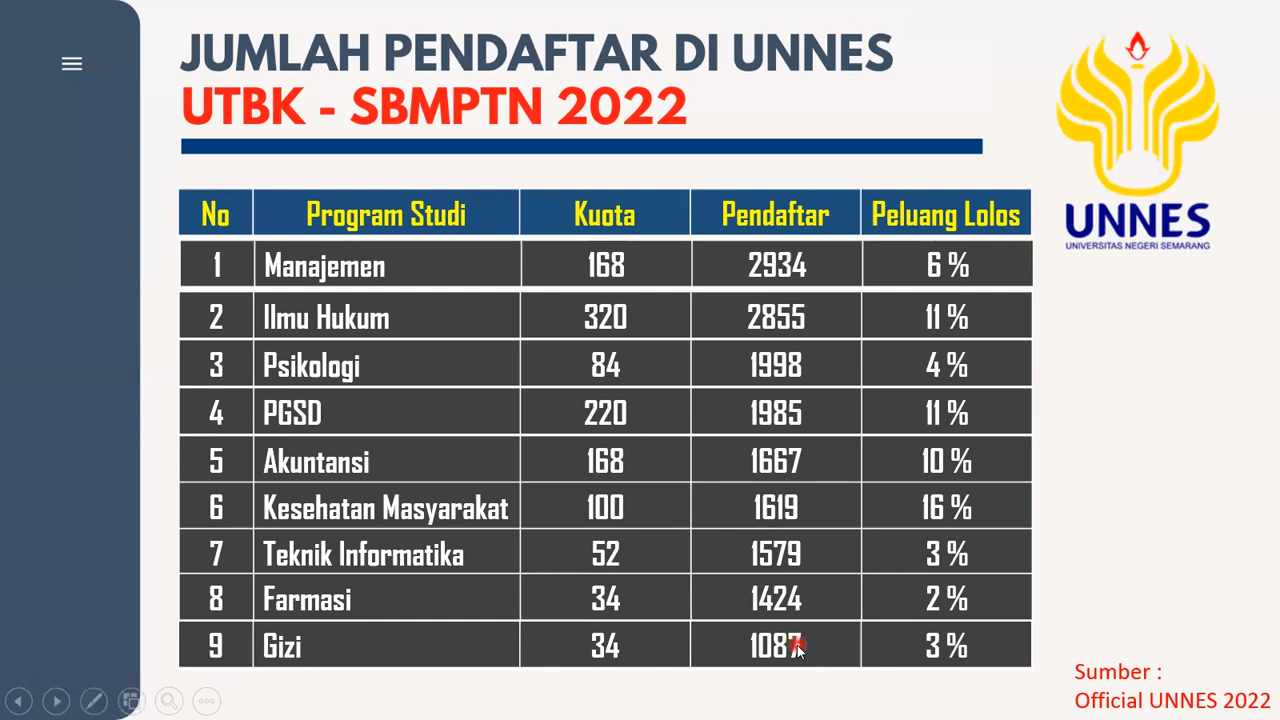 JUMLAH PENDAFTAR DI UNNES
UTBK - SBMPTN 2022
UNNES
UNIVERSITAS NEGERI SEMARANG
No Program Studi Kuota Pendaftar Peluang Lolos
1 Manajemen 168 2934 6 %
2 Ilmu Hukum 320 2855 11 %
3 Psikologi 84 1998 4 %
4 PGSD 220 1985 11 %
5 Akuntansi 168 1667 10 %
6 Kesehatan Masyarakat 100 1619 16 %
7 Teknik Informatika 52 1579 3 %
8 Farmasi 34 1424 2 %
9 Gizi 34 1087 3 %
Sumber :
Official UNNES 2022